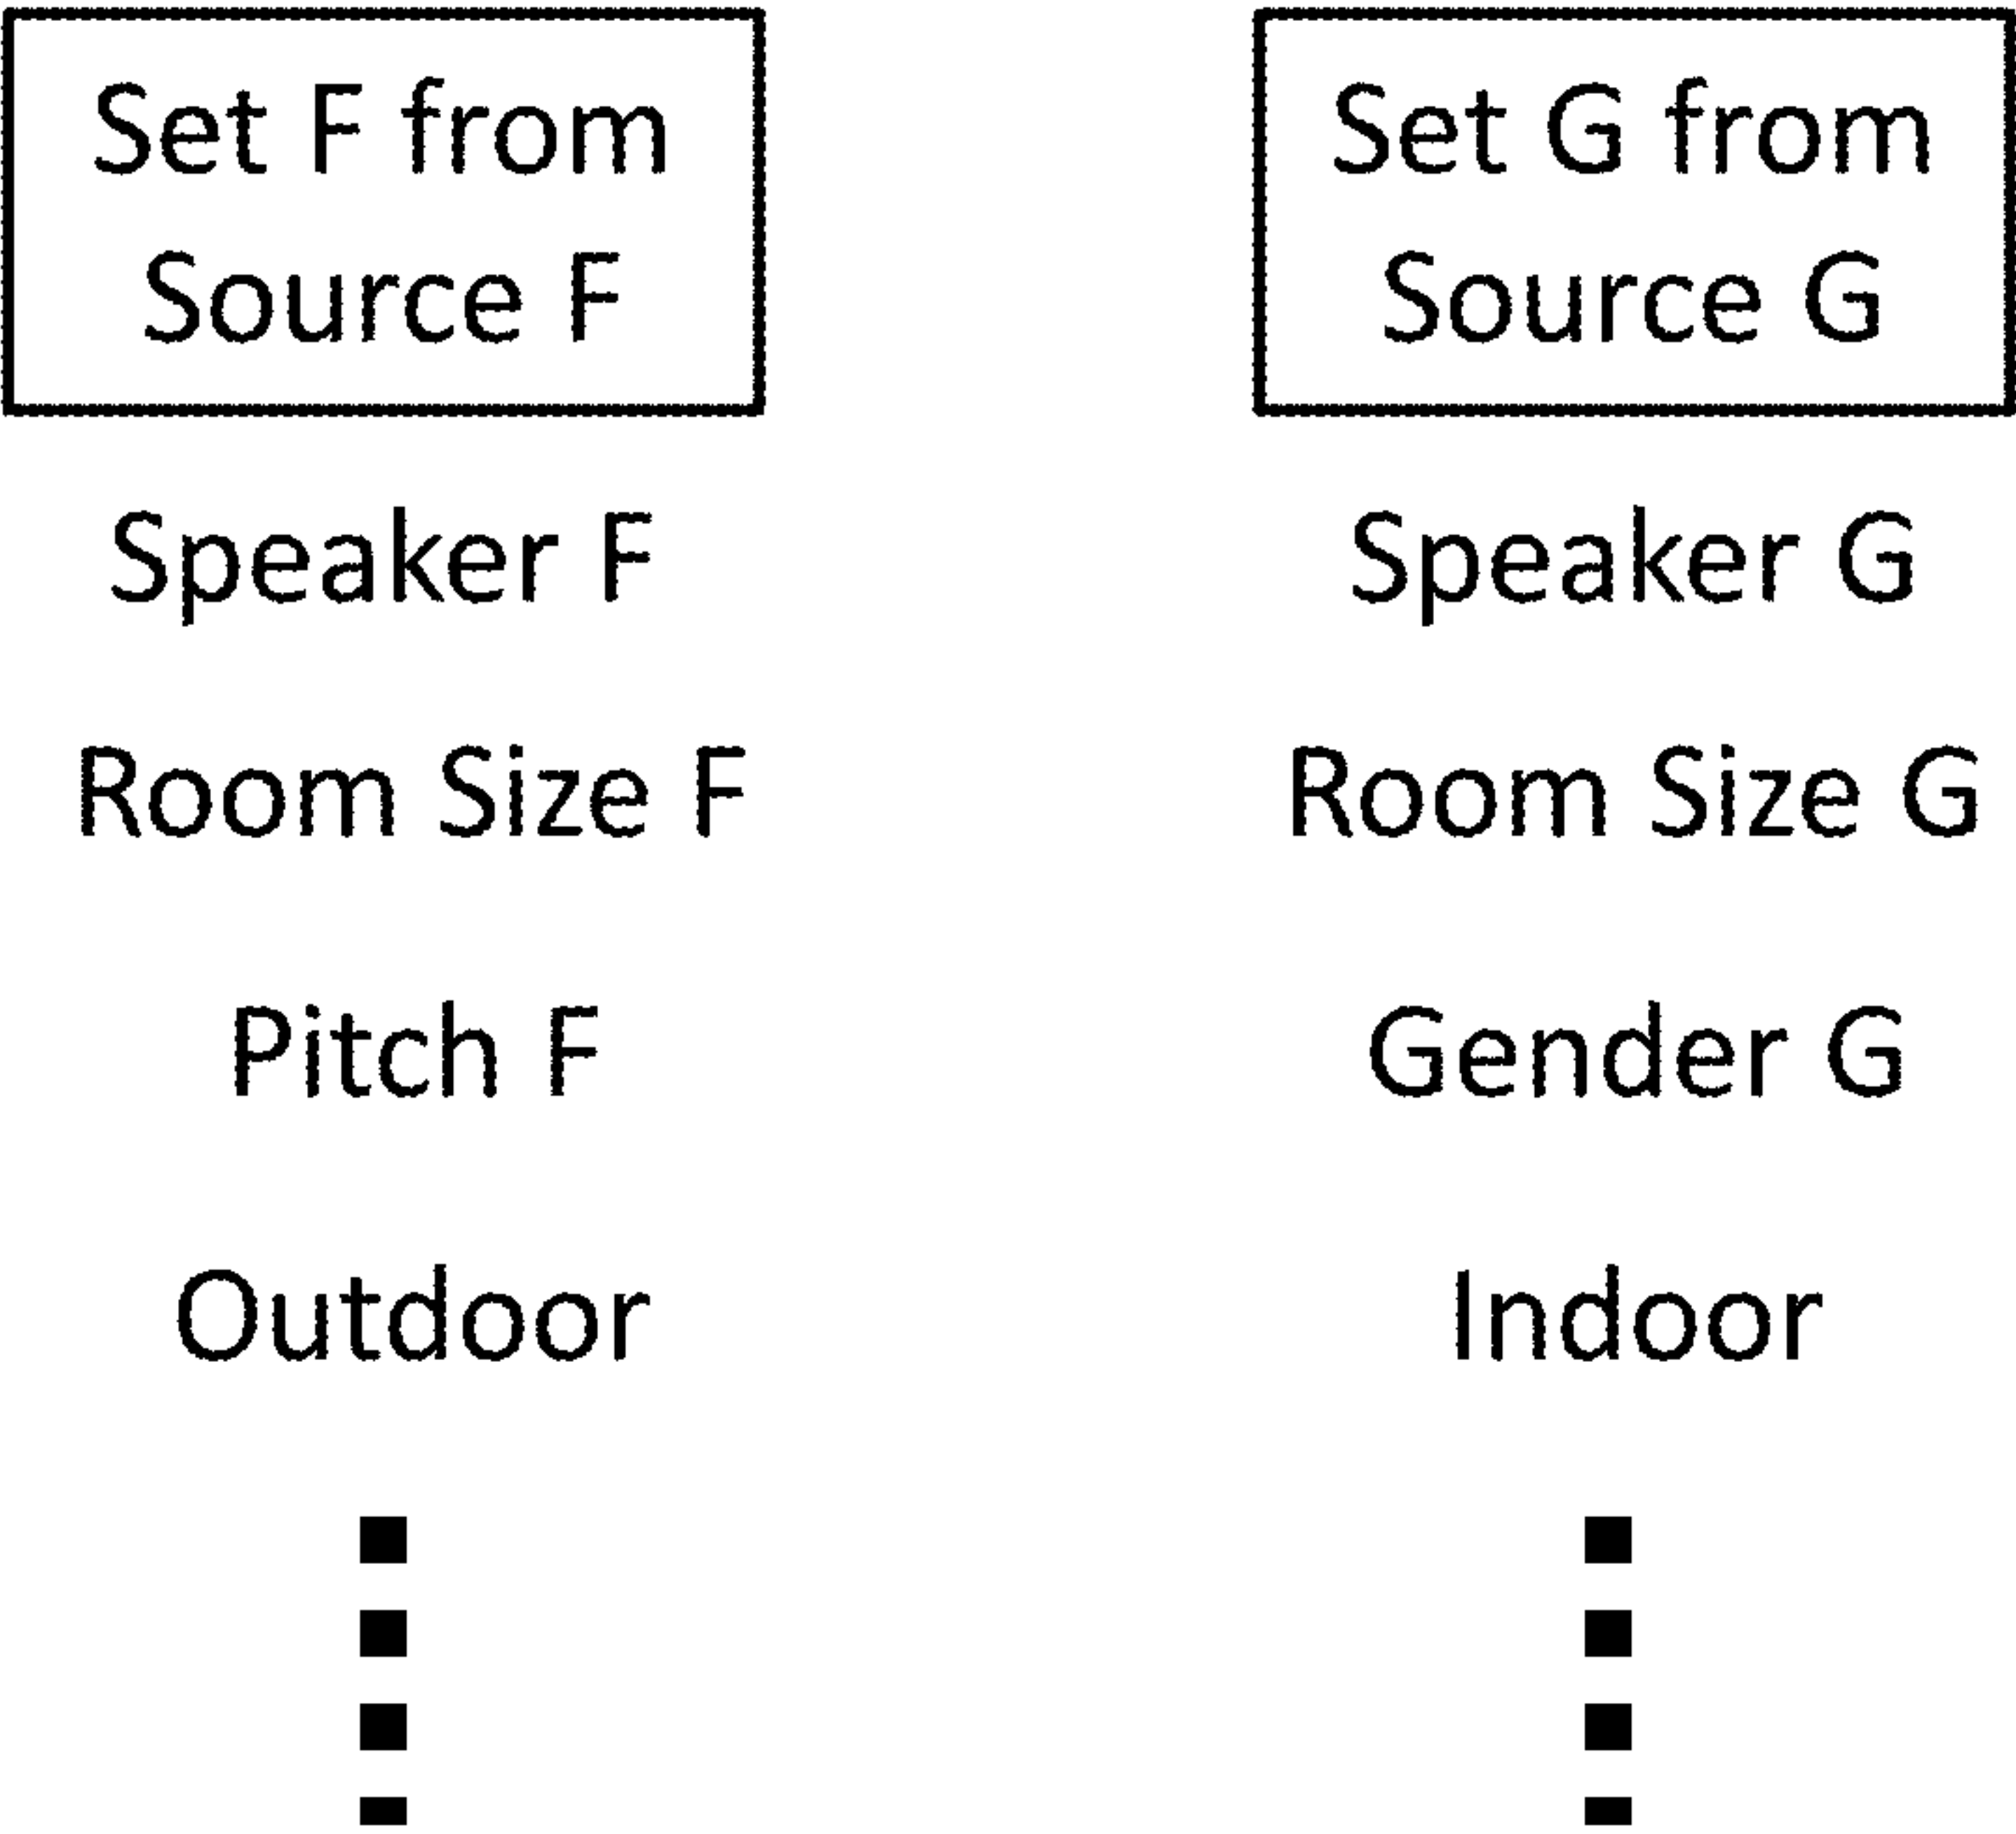 Set F from
Source F
Speaker F
Room Size F
Pitch F
Outdoor
Set G from
Source G
Speaker G
Room Size G
Gender G
Indoor